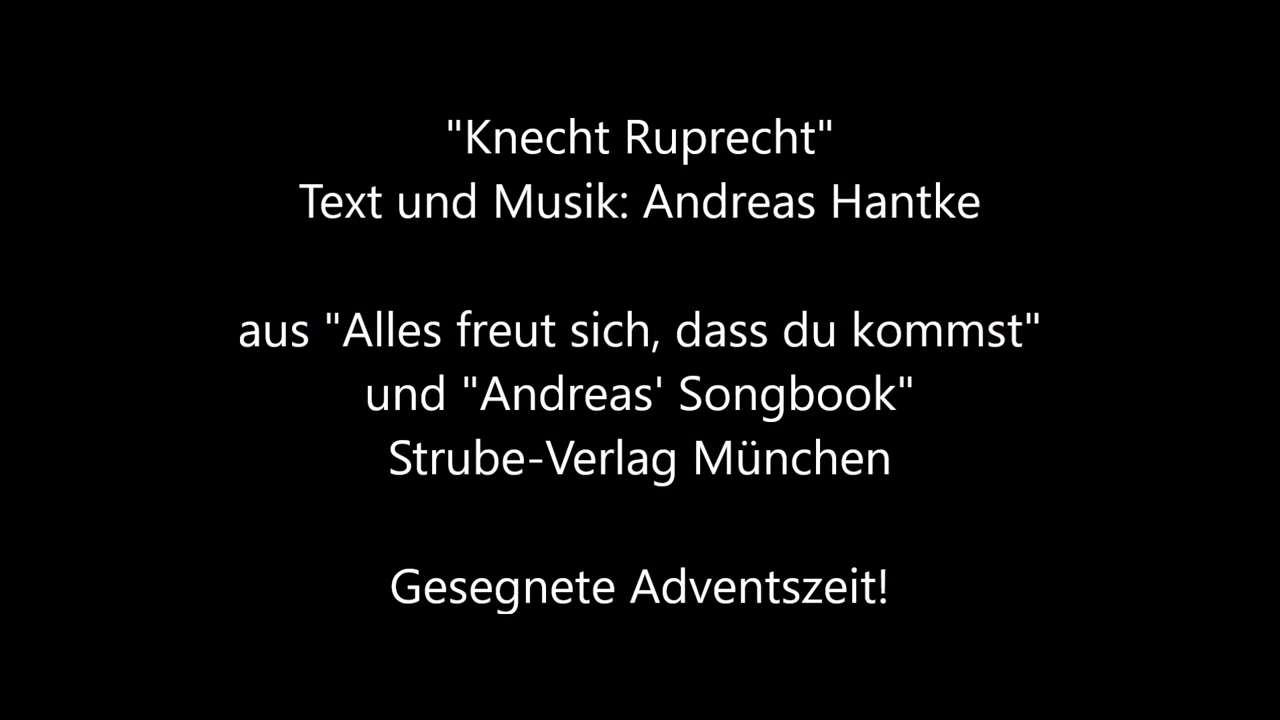 "Knecht Ruprecht"
Text und Musik: Andreas Hantke
aus "Alles freut sich, dass du kommst"
und "Andreas' Songbook"
Strube-Verlag München
Gesegnete Adventszeit!